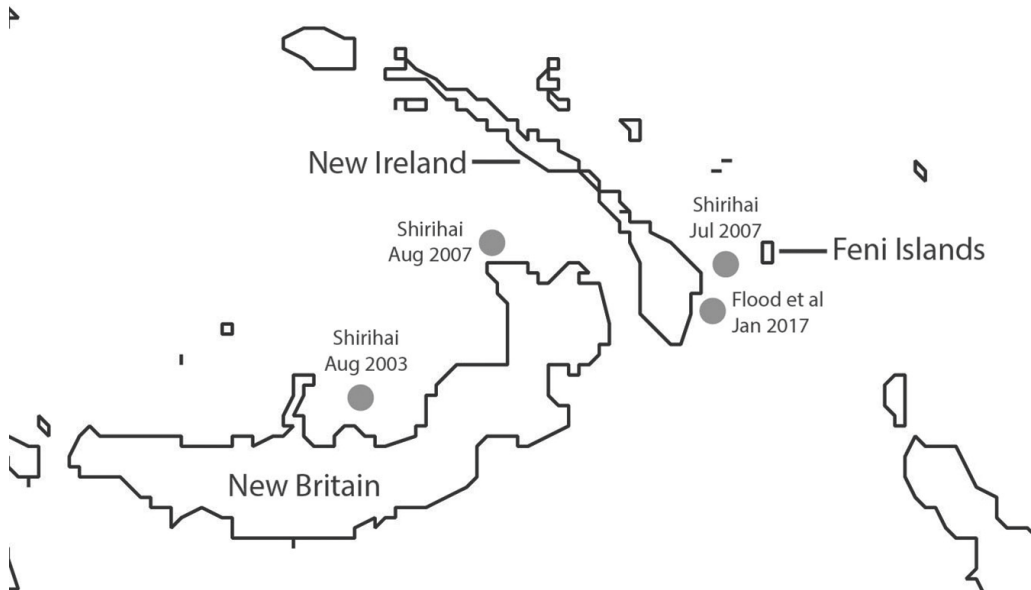 New Ireland
Shirihai
Jul 2007
Shirihai
Aug 2007
Feni Islands
Flood et al
Jan 2017
Shirihai
Aug 2003
New Britain